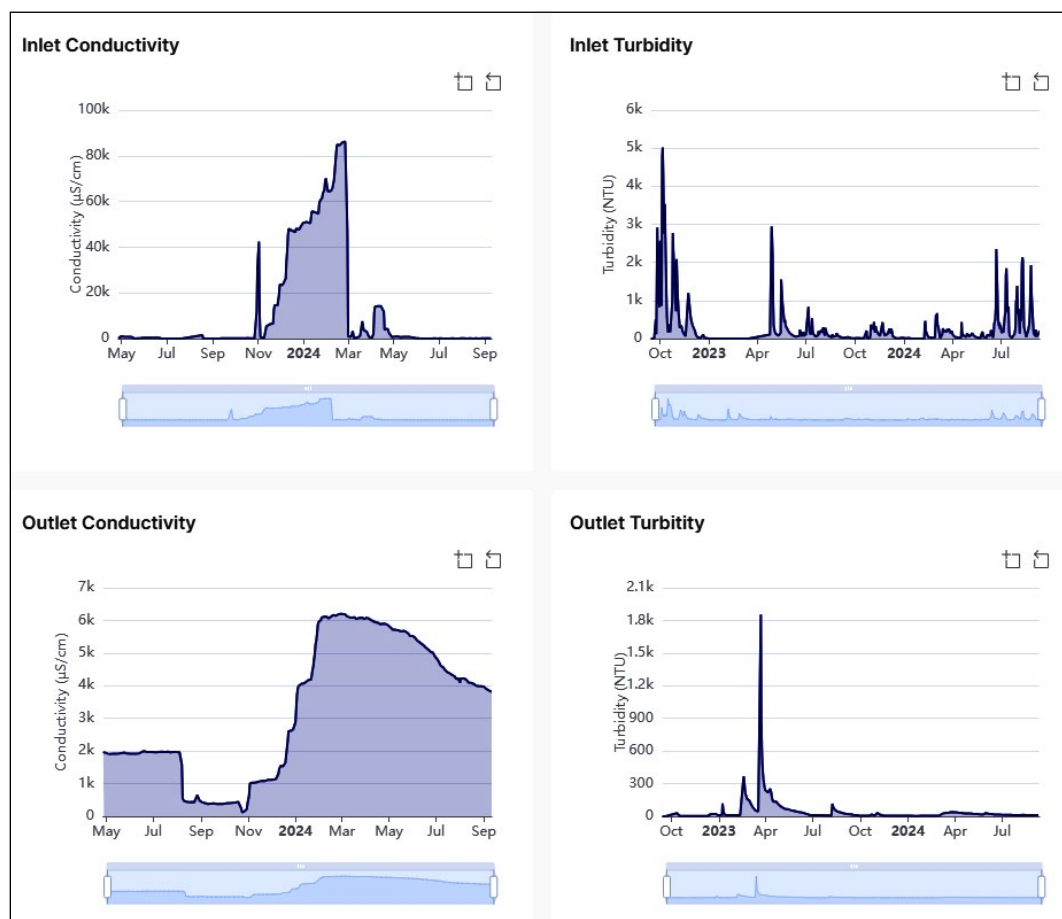 Inlet Conductivity
100k
80k
60k
40k
20k
0
Conductivity (µS/cm)
May Jul Sep Nov 2024 Mar May Jul Sep
Inlet Turbidity
6k
5k
4k
3k
2k
1k
0
Turbidity (NTU)
Oct 2023 Apr Jul Oct 2024 Apr Jul
Outlet Conductivity
7k
6k
5k
4k
3k
2k
1k
0
Conductivity (µS/cm)
May Jul Sep Nov 2024 Mar May Jul Sep
Outlet Turbitity
2.1k
1.8k
1.5k
1.2k
900
600
300
0
Turbidity (NTU)
Oct 2023 Apr Jul Oct 2024 Apr Jul